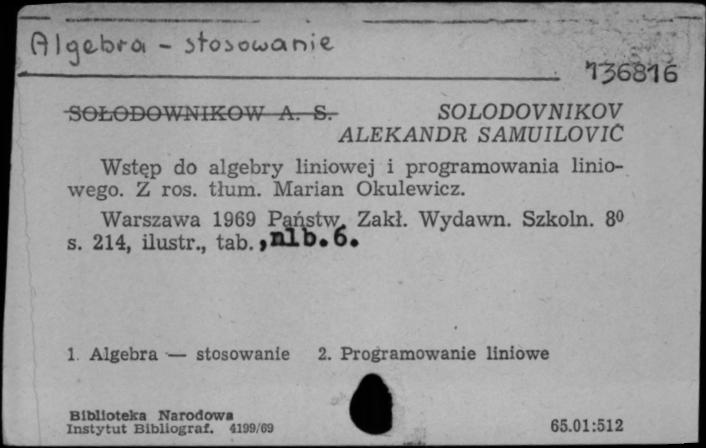 Algebra - stosowanie
136816
SOŁODOWNIKOW A. S. SOLODOVNIKOV
ALEKANDR SAMUILOVIČ
Wstęp do algebry liniowej i programowania linio-
wego. Z ros. tłum. Marian Okulewicz.
Warszawa 1969 Państw. Zakł. Wydawn. Szkoln. 8⁰
s. 214, ilustr., tab., nlb. 6.
1. Algebra — stosowanie 2. Programowanie liniowe
Biblioteka Narodowa
Instytut Bibliograf. 4199/69 65.01:512